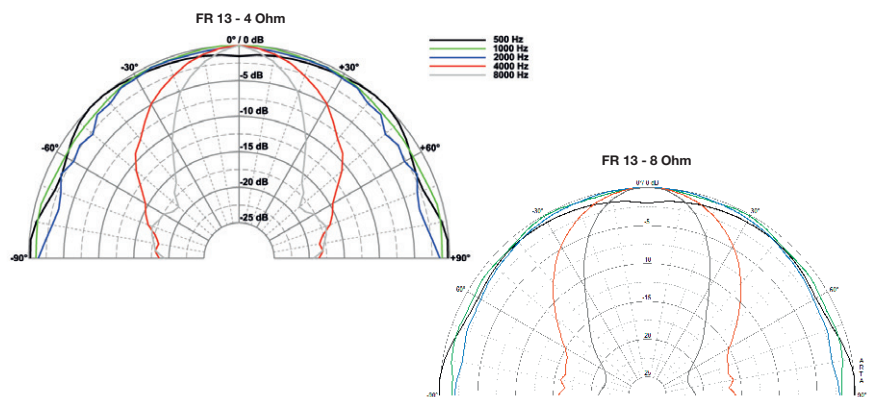 FR 13 - 4 Ohm
0° / 0 dB
500 Hz
1000 Hz
2000 Hz
4000 Hz
8000 Hz
-30°
+30°
-5 dB
-10 dB
-60°
+60°
-15 dB
-20 dB
-25 dB
-90°
+90°
FR 13 - 8 Ohm
0°/ 0 dB
-30°
30°
-5
-10
60°
60°
-15
-20
ARTA
90°